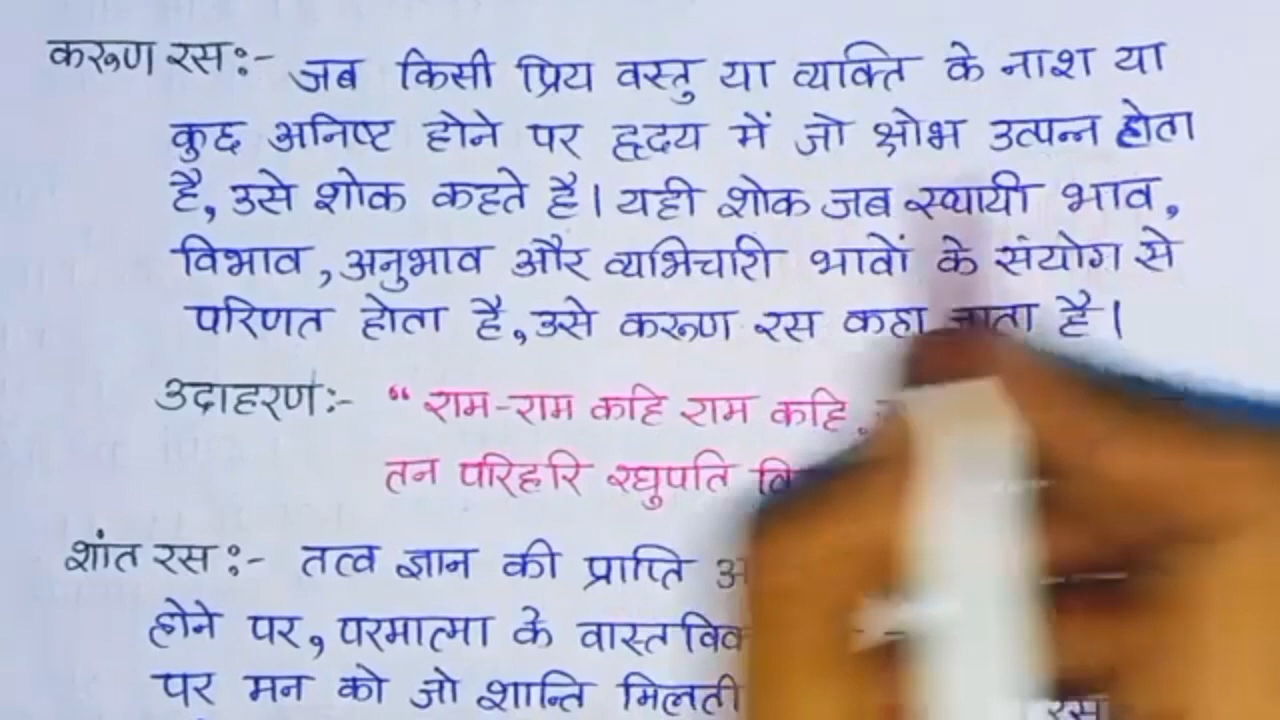 करूण रसः- जब किसी प्रिय वस्तु या व्यक्ति के नाश या
कुछ अनिष्ट होने पर हृदय में जो क्षोभ उत्पन्न होता
है, उसे शोक कहते है। यही शोक जब स्थायी भाव,
विभाव, अनुभाव और व्यभिचारी भावों के संयोग से
परिणत होता है, उसे करूण रस कहा जाता है।
उदाहरणः- “ राम-राम कहि राम कहि,
तन परिहरि रघुपति
शांत रसः- तत्व ज्ञान की प्राप्ति
होने पर, परमात्मा के
पर मन को जो शान्ति मिलती रस